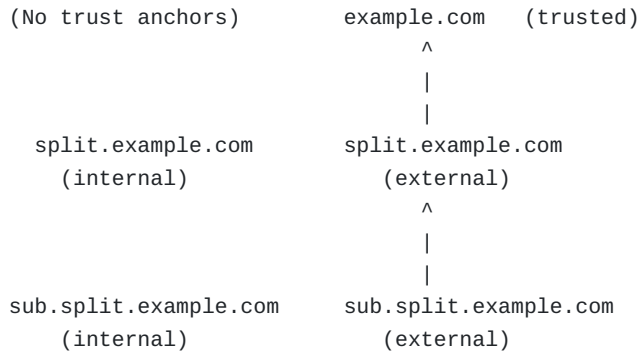 (No trust anchors) example.com (trusted)
^
|
|
split.example.com split.example.com
(internal) (external)
^
|
|
sub.split.example.com sub.split.example.com
(internal) (external)